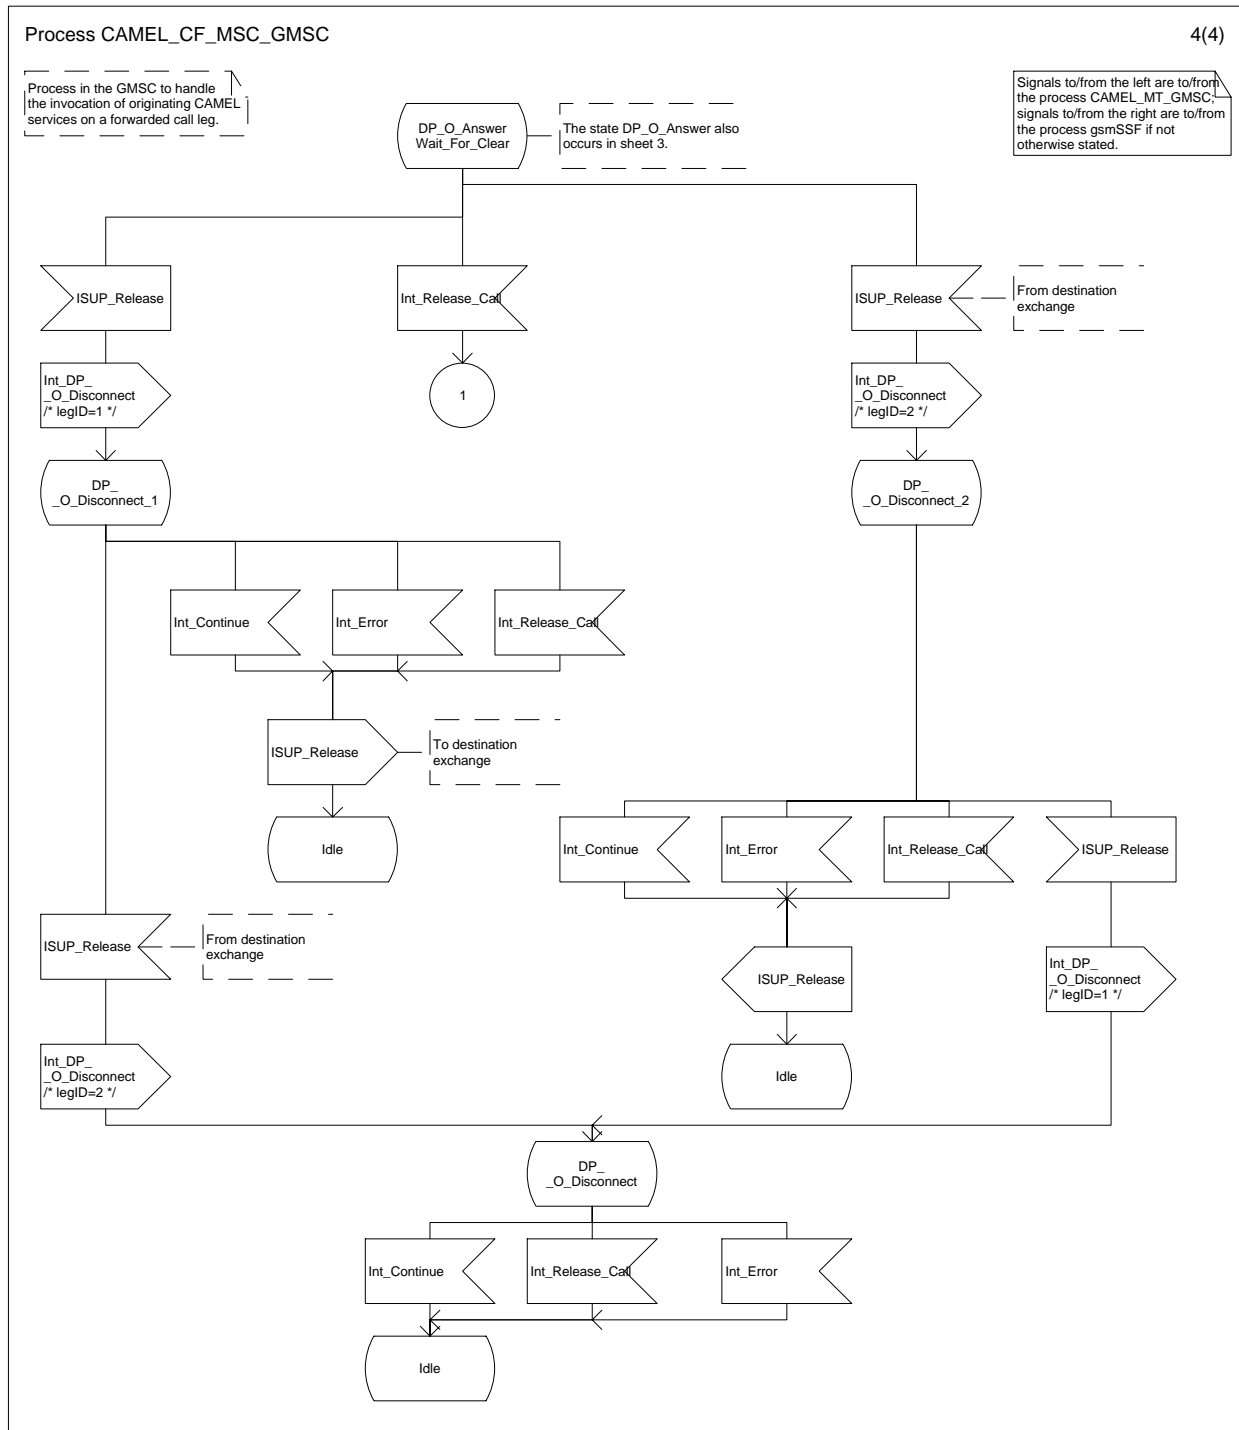 Process CAMEL_CF_MSC_GMSC
4(4)
Process in the GMSC to handle
the invocation of originating CAMEL
services on a forwarded call leg.
Signals to/from the left are to/from
the process CAMEL_MT_GMSC;
signals to/from the right are to/from
the process gsmSSF if not
otherwise stated.
DP_O_Answer
Wait_For_Clear
The state DP_O_Answer also
occurs in sheet 3.
ISUP_Release
Int_Release_Call
ISUP_Release
From destination
exchange
Int_DP_
_O_Disconnect
/* legID=1 */
1
Int_DP_
_O_Disconnect
/* legID=2 */
DP_
_O_Disconnect_1
DP_
_O_Disconnect_2
Int_Continue
Int_Error
Int_Release_Call
ISUP_Release
To destination
exchange
Idle
Int_Continue
Int_Error
Int_Release_Call
ISUP_Release
ISUP_Release
From destination
exchange
ISUP_Release
Int_DP_
_O_Disconnect
/* legID=1 */
Int_DP_
_O_Disconnect
/* legID=2 */
Idle
DP_
_O_Disconnect
Int_Continue
Int_Release_Call
Int_Error
Idle